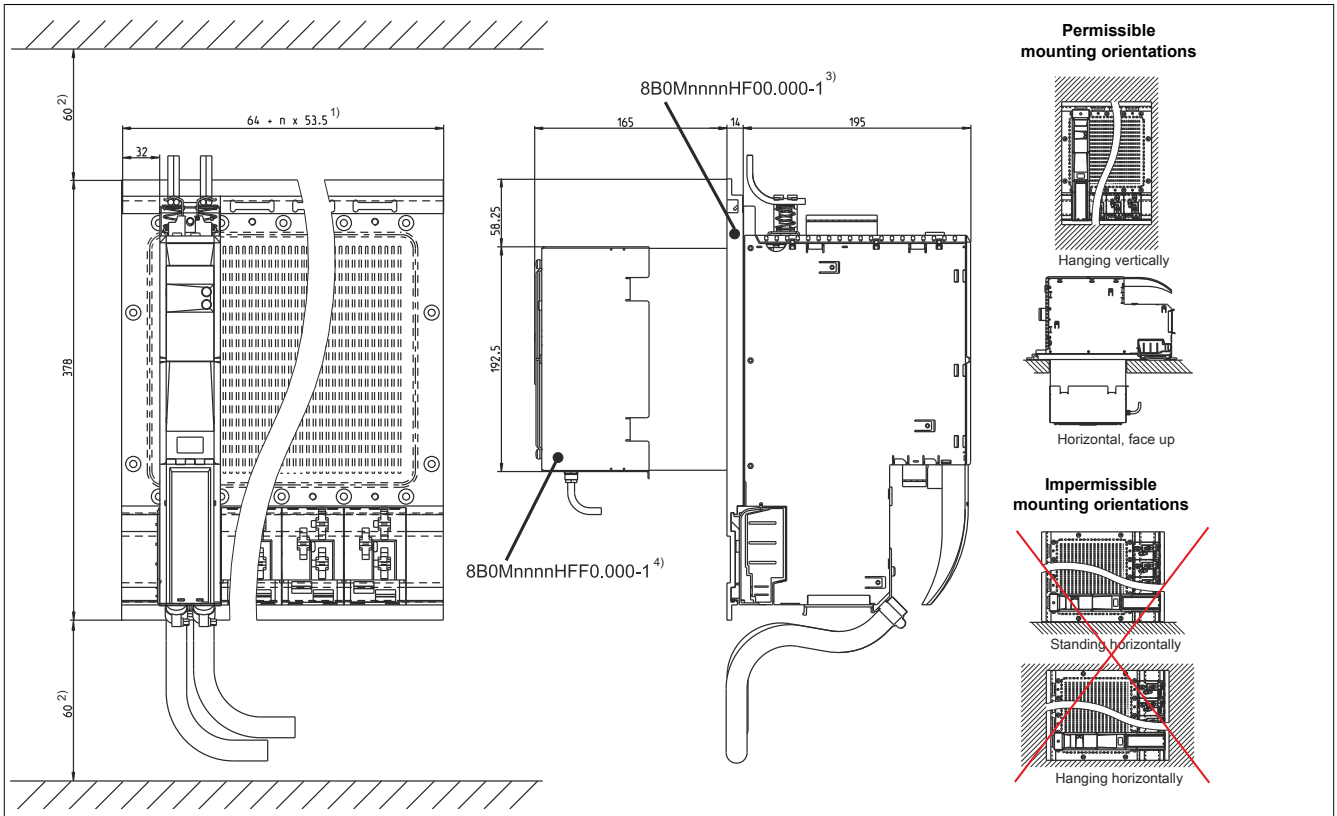 60 2)
64 + n x 53.5 1)
32
378
60 2)
8B0MnnnnHF00.000-1 3)
165
14
195
58.25
192.5
8B0MnnnnHFF0.000-1 4)
Permissible
mounting orientations
Hanging vertically
Horizontal, face up
Impermissible
mounting orientations
Standing horizontally
Hanging horizontally